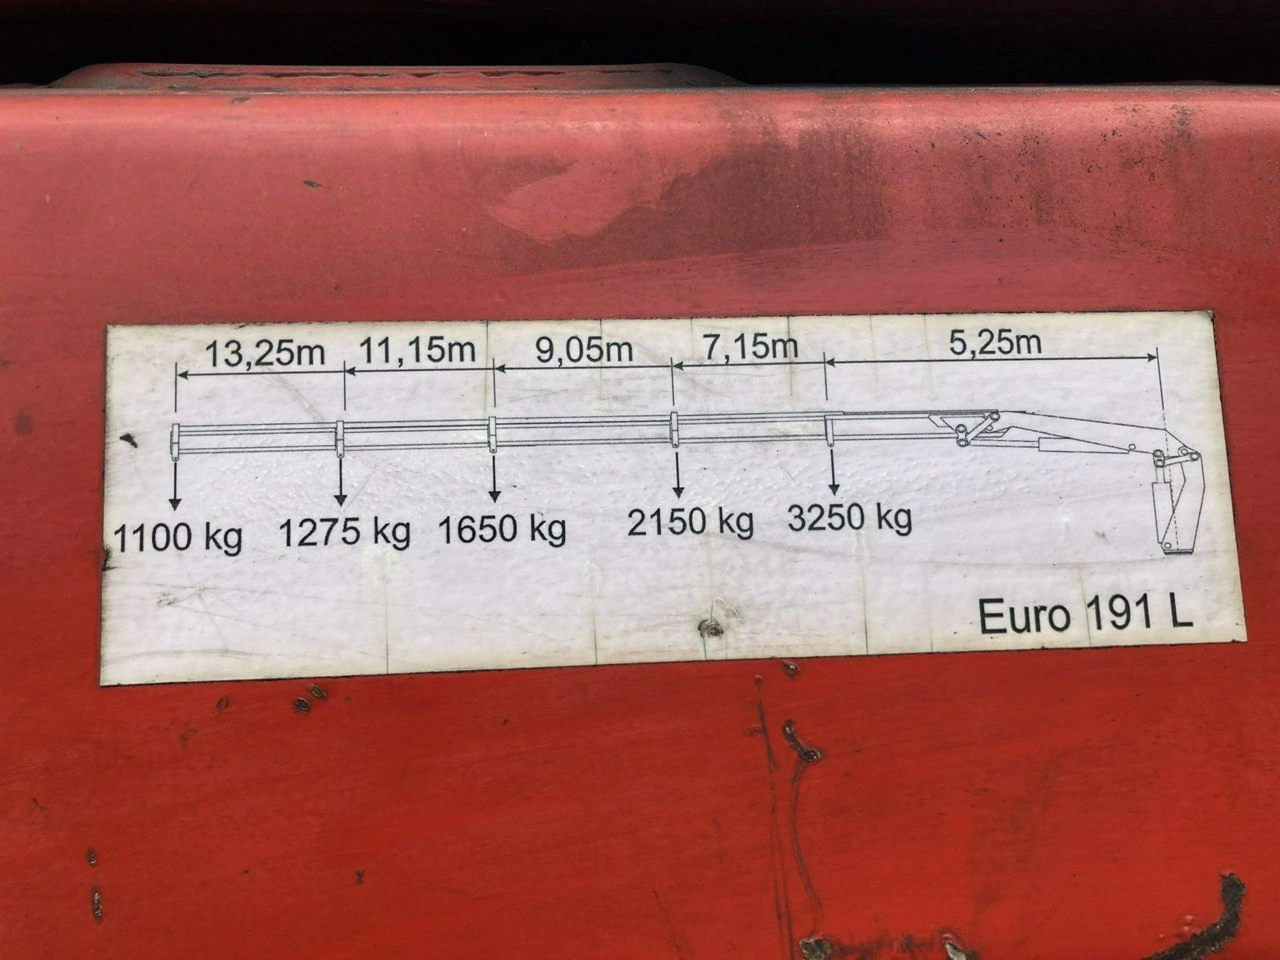 13,25m 11,15m 9,05m 7,15m 5,25m
1100 kg 1275 kg 1650 kg 2150 kg 3250 kg
Euro 191 L